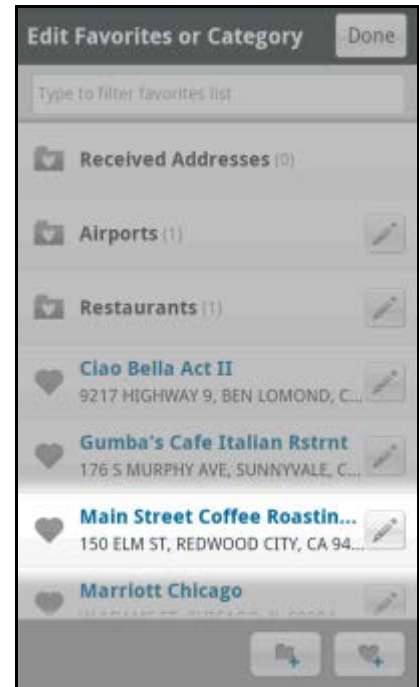 Edit Favorites or Category
Done
Type to filter favorites list
Received Addresses (0)
Airports (1)
Restaurants (1)
Ciao Bella Act II
9217 HIGHWAY 9, BEN LOMOND, C...
Gumba's Cafe Italian Rstrnt
176 S MURPHY AVE, SUNNYVALE, C...
Main Street Coffee Roastin...
150 ELM ST, REDWOOD CITY, CA 94...
Marriott Chicago